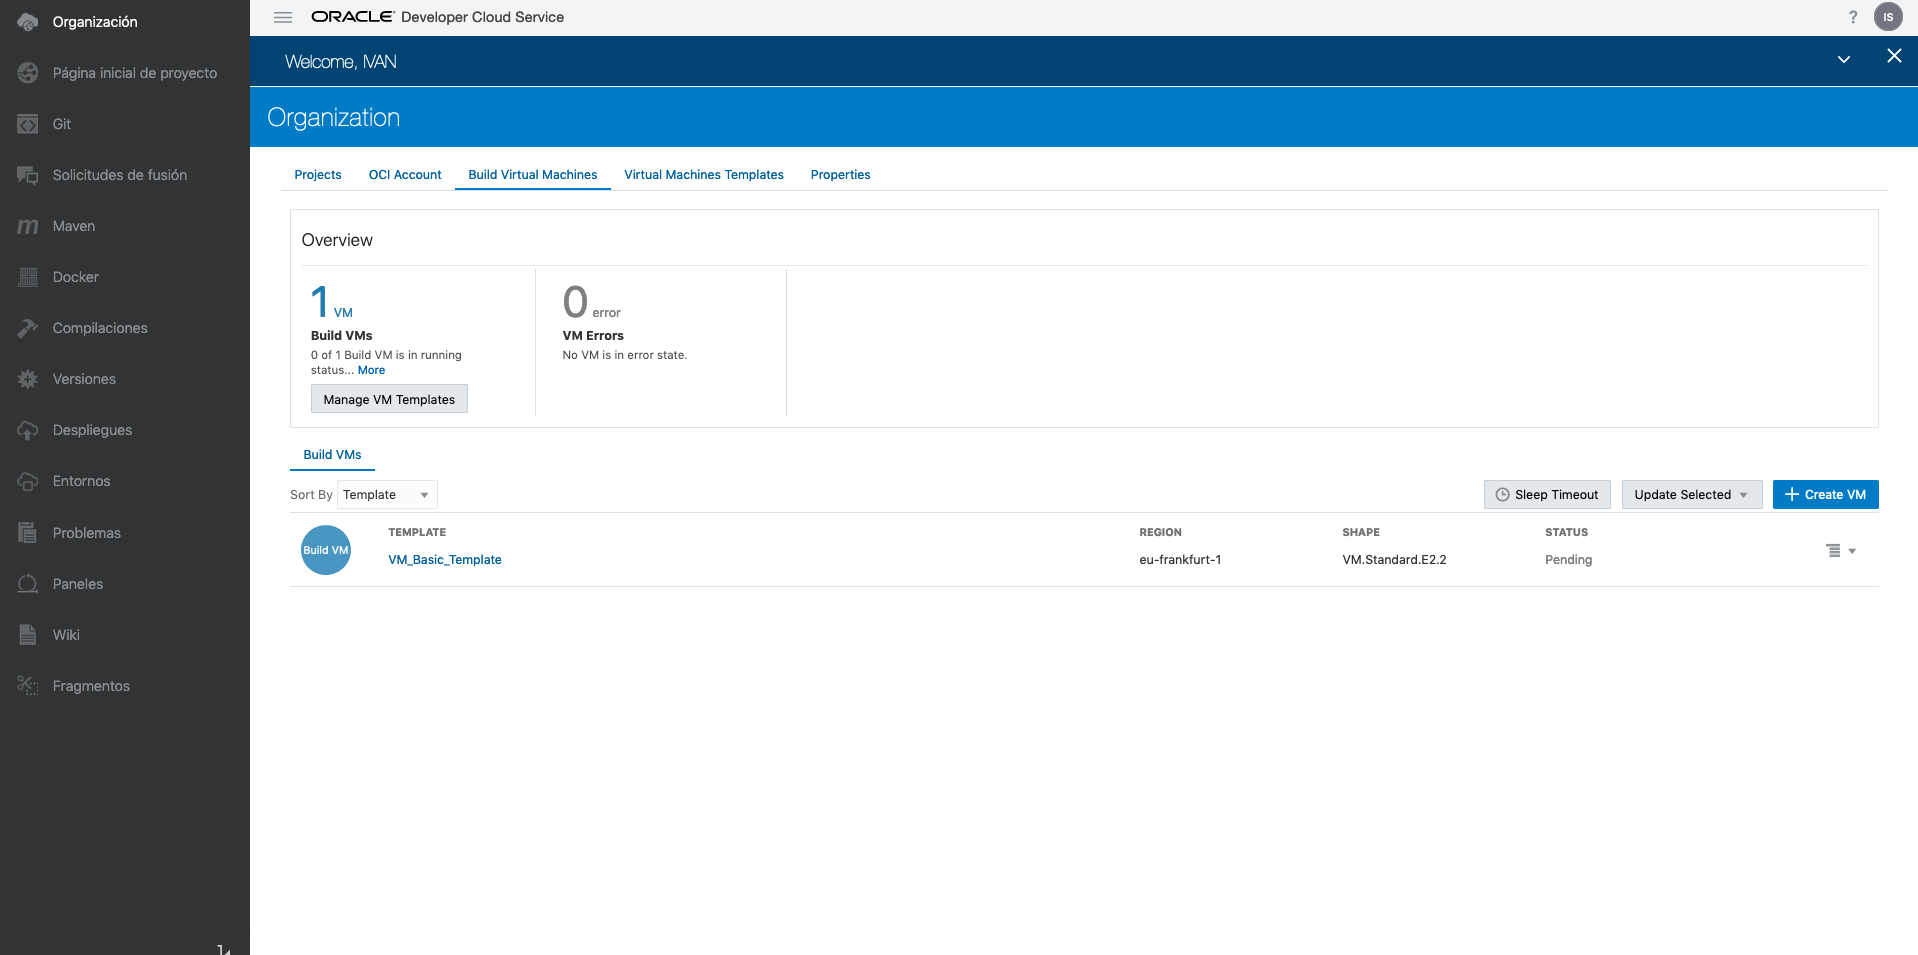 Organización
Página inicial de proyecto
Git
Solicitudes de fusión
Maven
Docker
Compilaciones
Versiones
Despliegues
Entornos
Problemas
Paneles
Wiki
Fragmentos
ORACLE Developer Cloud Service
? IS
Welcome, IVAN
Organization
Projects OCI Account Build Virtual Machines Virtual Machines Templates Properties
Overview
1 VM
Build VMs
0 of 1 Build VM is in running
status... More
Manage VM Templates
0 error
VM Errors
No VM is in error state.
Build VMs
Sort By Template
Sleep Timeout Update Selected Create VM
Build VM
TEMPLATE REGION SHAPE STATUS
VM_Basic_Template eu-frankfurt-1 VM.Standard.E2.2 Pending